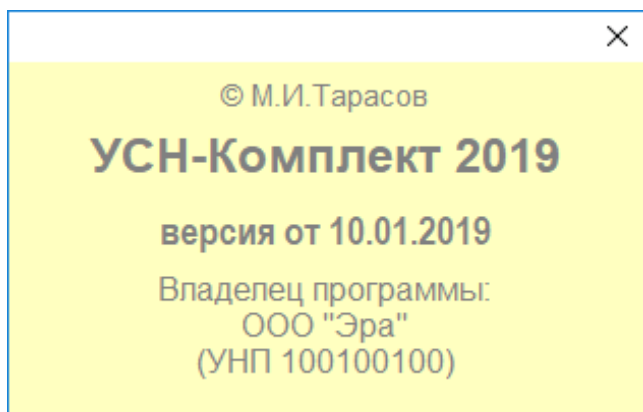 © М.И.Тарасов
УСН-Комплект 2019
версия от 10.01.2019
Владелец программы:
ООО "Эра"
(УНП 100100100)